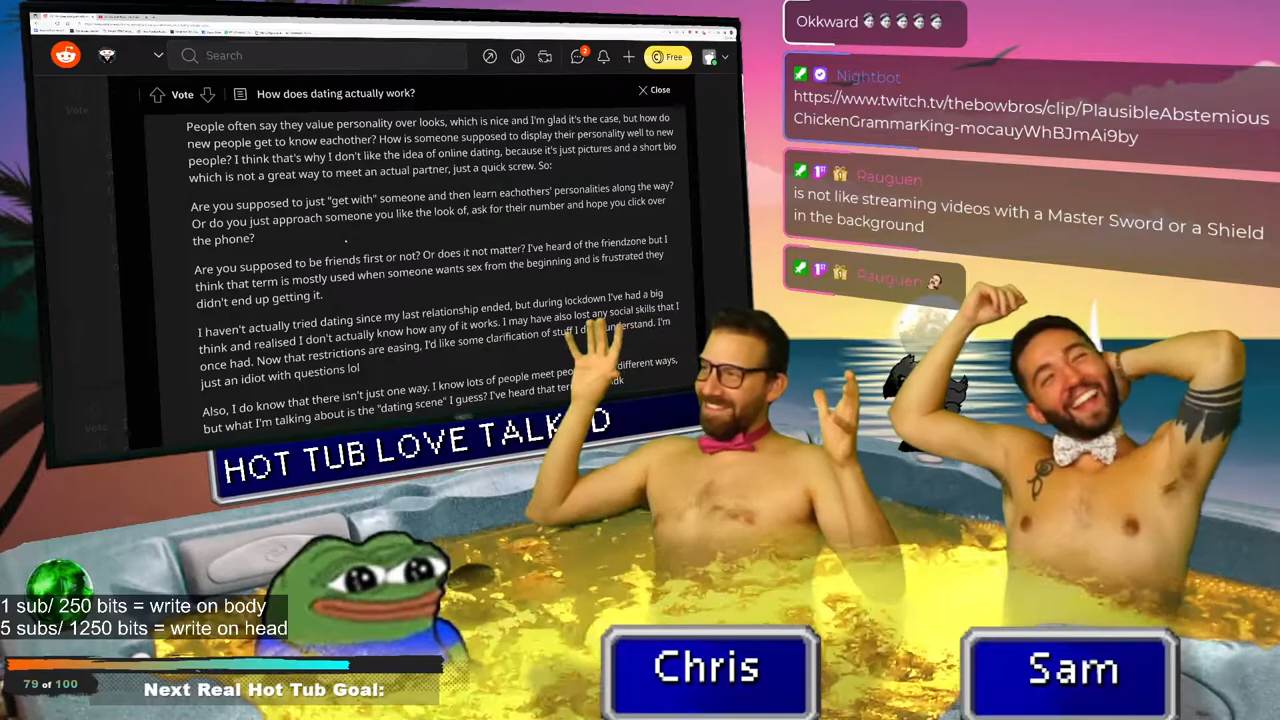 Search
2
Free
Vote
How does dating actually work?
Close
People often say they value personality over looks, which is nice and I'm glad it's the case, but how do
new people get to know eachother? How is someone supposed to display their personality well to new
people? I think that's why I don't like the idea of online dating, because it's just pictures and a short bio
which is not a great way to meet an actual partner, just a quick screw. So:
Are you supposed to just "get with" someone and then learn eachothers' personalities along the way?
Or do you just approach someone you like the look of, ask for their number and hope you click over
the phone?
Are you supposed to be friends first or not? Or does it not matter? I've heard of the friendzone but I
think that term is mostly used when someone wants sex from the beginning and is frustrated they
didn't end up getting it.
I haven't actually tried dating since my last relationship ended, but during lockdown I've had a big
think and realised I don't actually know how any of it works. I may have also lost any social skills that I
once had. Now that restrictions are easing, I'd like some clarification of stuff I understand. I'm
just an idiot with questions lol
Also, I do know that there isn't just one way. I know lots of people meet different ways,
but what I'm talking about is the "dating scene" I guess? I've heard that
Vote
HOT TUB LOVE TALK
Okkward
Nightbot
https://www.twitch.tv/thebowbros/clip/PlausibleAbstemious
ChickenGrammarKing-mocauyWhBJmAi9by
Rauguen
is not like streaming videos with a Master Sword or a Shield
in the background
Rauguen
1 sub/ 250 bits = write on body
5 subs/ 1250 bits = write on head
79 of 100
Next Real Hot Tub Goal:
Chris
Sam